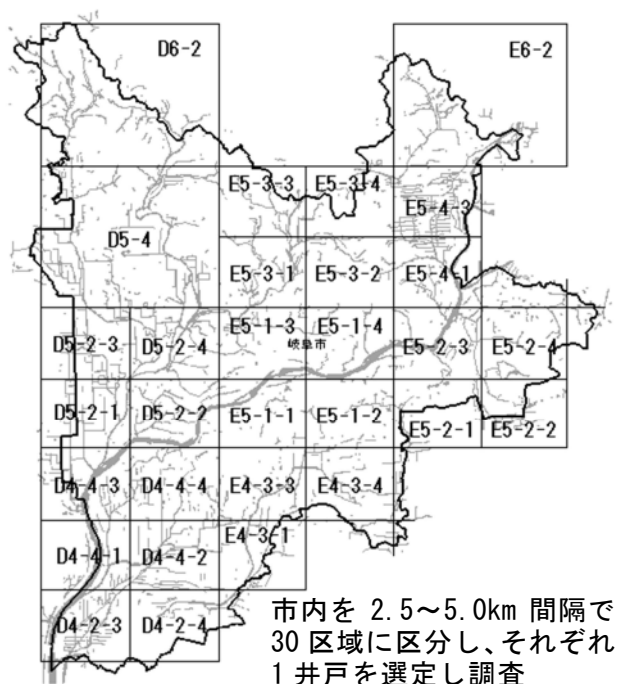 D6-2 E6-2
E5-3-3 E5-3-4
E5-4-3
D5-4
E5-3-1 E5-3-2 E5-4-1
E5-1-3 E5-1-4
D5-2-3 D5-2-4 岐阜市 E5-2-3 E5-2-4
D5-2-1 D5-2-2 E5-1-1 E5-1-2
E5-2-1 E5-2-2
D4-4-3 D4-4-4 E4-3-3 E4-3-4
E4-3-1
D4-4-1 D4-4-2
D4-2-3 D4-2-4
市内を 2.5～5.0km 間隔で
30 区域に区分し、それぞれ
1 井戸を選定し調査